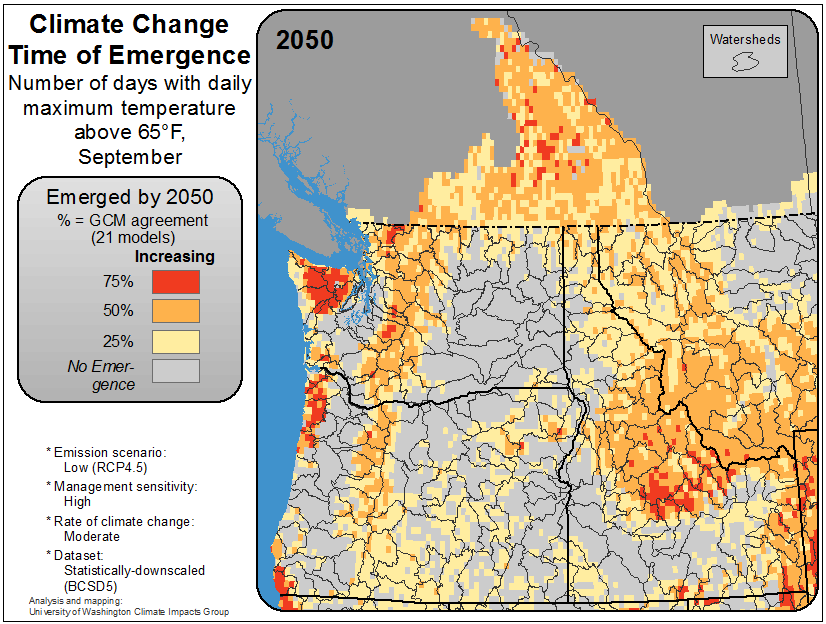 Climate Change
Time of Emergence
Number of days with daily
maximum temperature
above 65°F,
September
Emerged by 2050
% = GCM agreement
(21 models)
Increasing
75%
50%
25%
No Emer-
gence
* Emission scenario:
Low (RCP4.5)
* Management sensitivity:
High
* Rate of climate change:
Moderate
* Dataset:
Statistically-downscaled
(BCSD5)
Analysis and mapping:
University of Washington Climate Impacts Group
2050
Watersheds